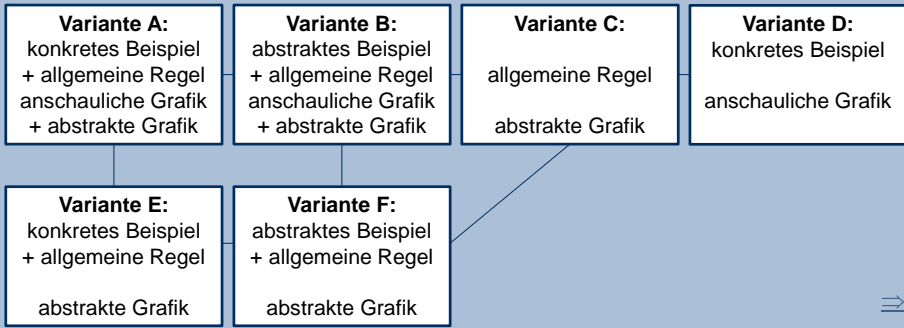 Variante A:
konkretes Beispiel
+ allgemeine Regel
anschauliche Grafik
+ abstrakte Grafik
Variante B:
abstraktes Beispiel
+ allgemeine Regel
anschauliche Grafik
+ abstrakte Grafik
Variante C:
allgemeine Regel
abstrakte Grafik
Variante D:
konkretes Beispiel
anschauliche Grafik
Variante E:
konkretes Beispiel
+ allgemeine Regel
abstrakte Grafik
Variante F:
abstraktes Beispiel
+ allgemeine Regel
abstrakte Grafik
⇒